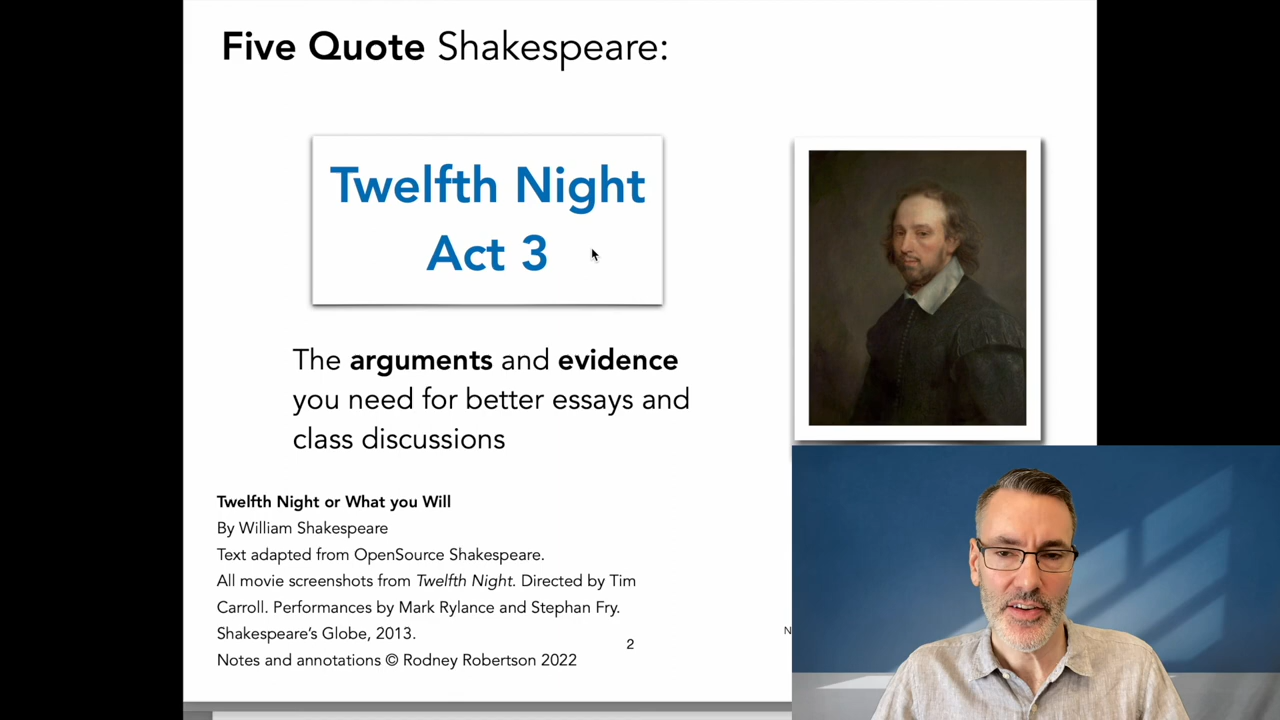 Five Quote Shakespeare:
Twelfth Night
Act 3
The arguments and evidence
you need for better essays and
class discussions
Twelfth Night or What you Will
By William Shakespeare
Text adapted from OpenSource Shakespeare.
All movie screenshots from Twelfth Night. Directed by Tim
Carroll. Performances by Mark Rylance and Stephan Fry.
Shakespeare's Globe, 2013.
Notes and annotations © Rodney Robertson 2022
2